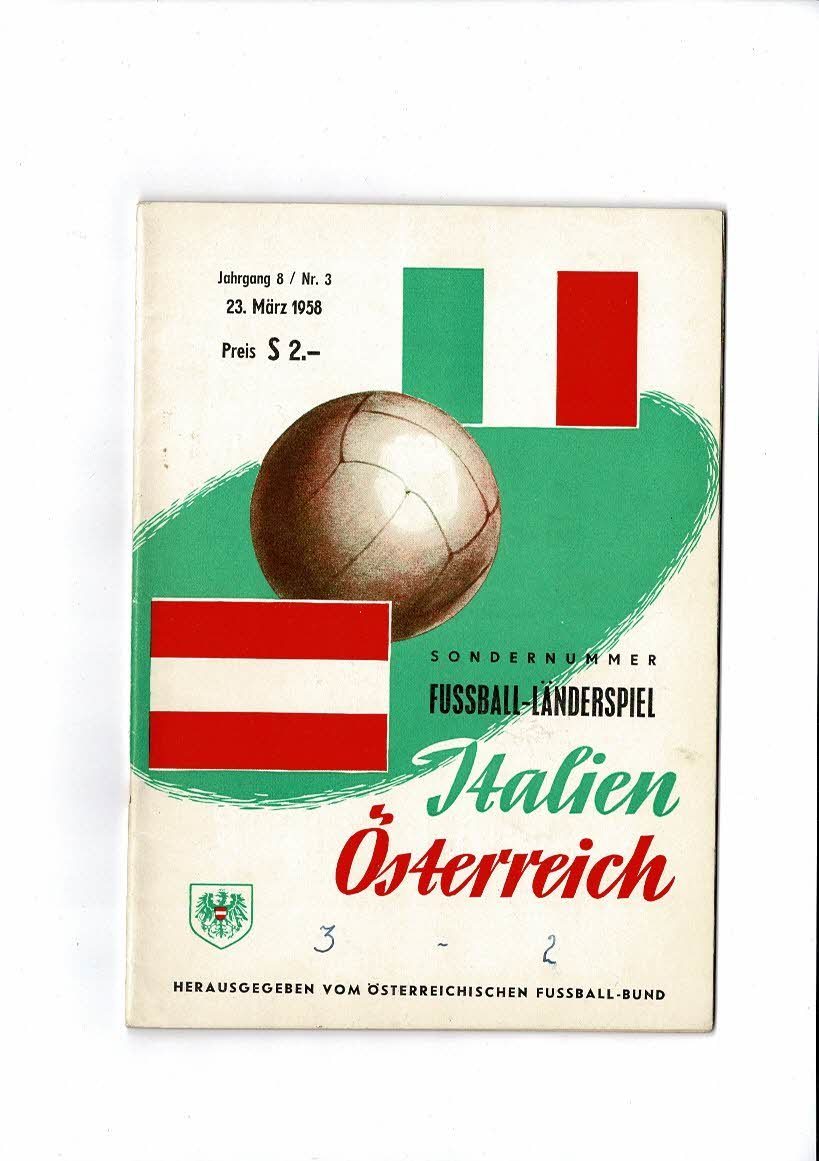 Jahrgang 8 / Nr. 3
23. März 1958
Preis S 2.–
SONDERNUMMER
FUSSBALL-LÄNDERSPIEL
Italien
Österreich
3 - 2
HERAUSGEGEBEN VOM ÖSTERREICHISCHEN FUSSBALL-BUND